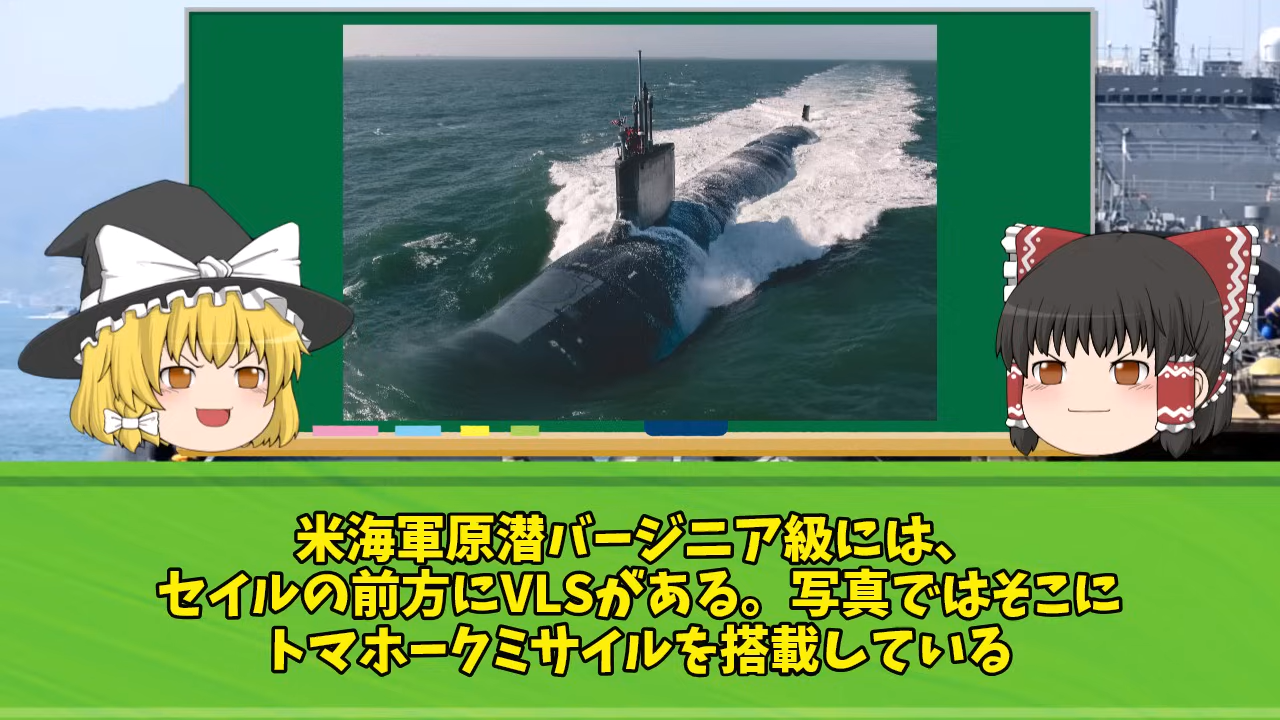 米海軍原潜バージニア級には、
セイルの前方にVLSがある。写真ではそこに
トマホークミサイルを搭載している